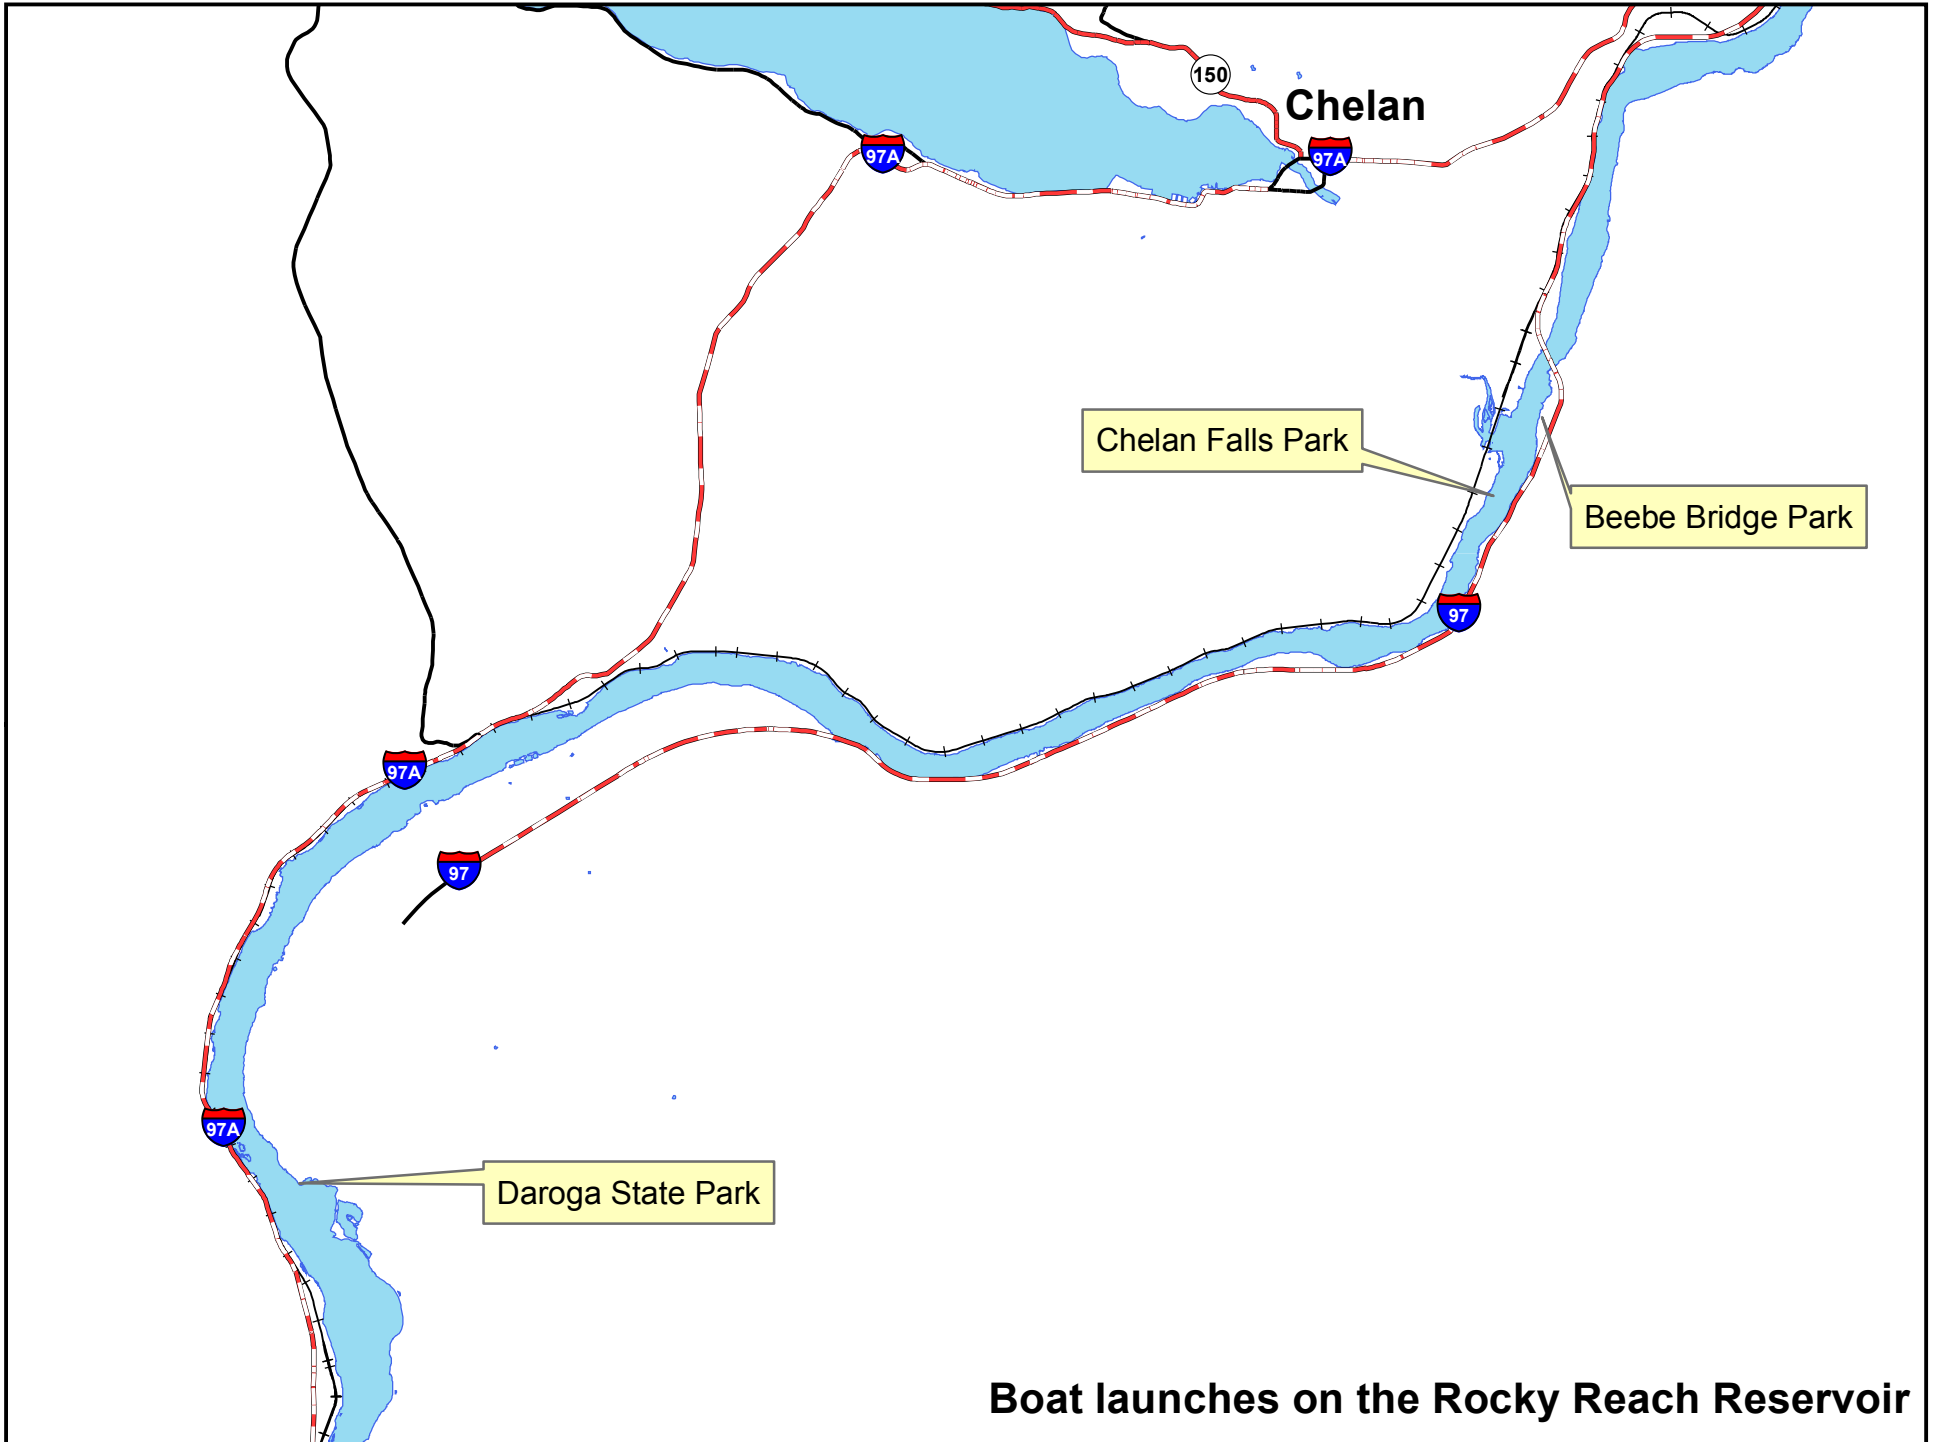 150
Chelan
97A
97A
Chelan Falls Park
Beebe Bridge Park
97
97A
97
97A
Daroga State Park
Boat launches on the Rocky Reach Reservoir